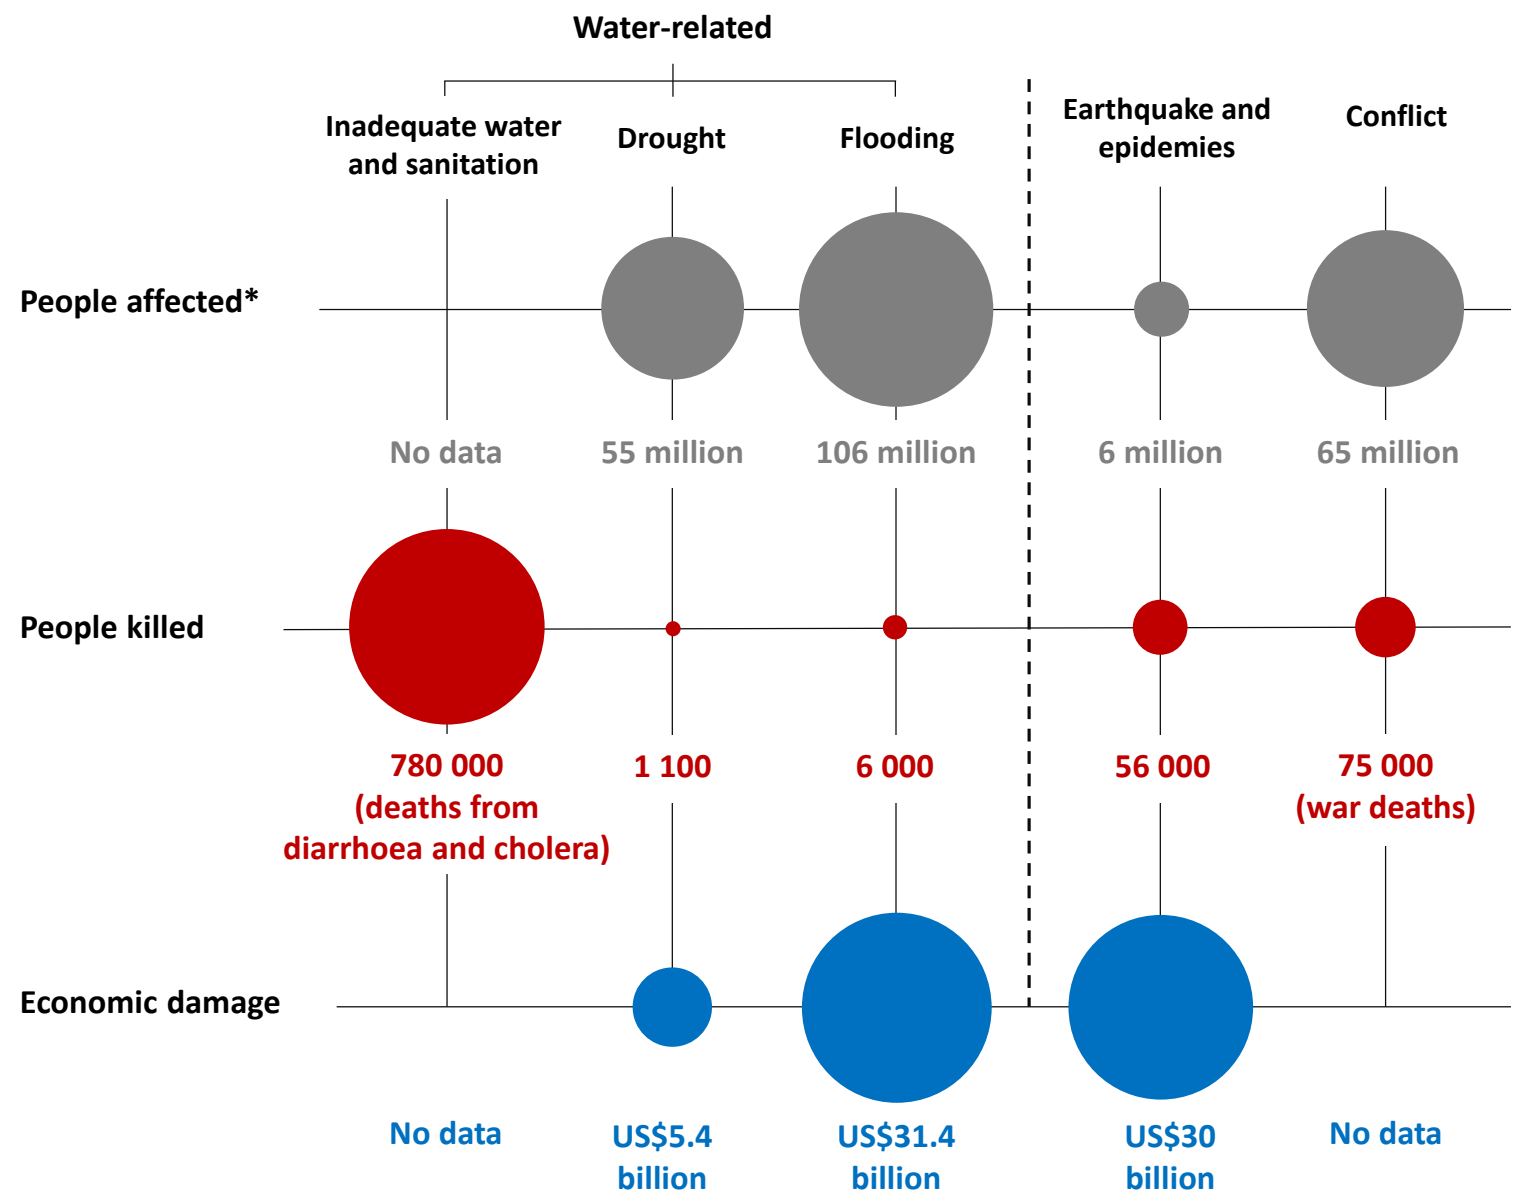 Water-related
Inadequate water
and sanitation
Drought
Flooding
Earthquake and
epidemies
Conflict
People affected*
No data
55 million
106 million
6 million
65 million
People killed
780 000
(deaths from
diarrhoea and cholera)
1 100
6 000
56 000
75 000
(war deaths)
Economic damage
No data
US$5.4
billion
US$31.4
billion
US$30
billion
No data